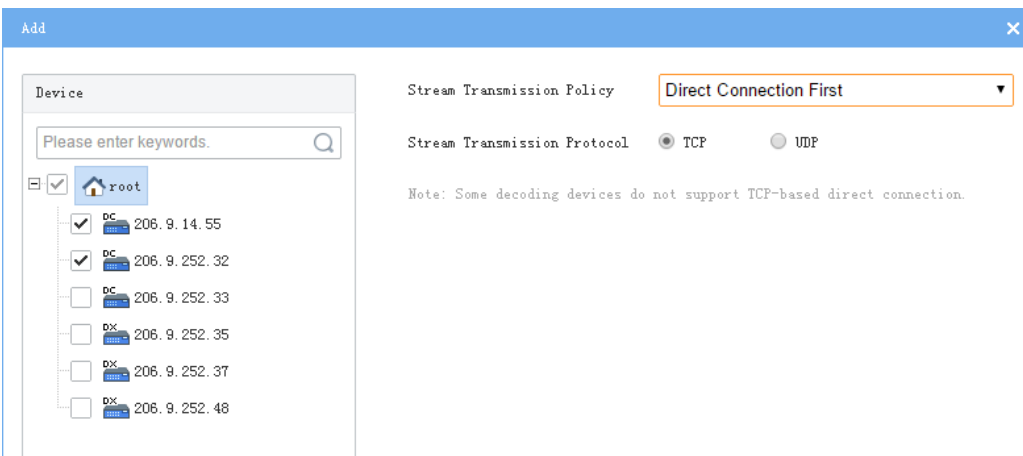 Add
Device
Please enter keywords.
root
DC 206.9.14.55
DC 206.9.252.32
DC 206.9.252.33
DX 206.9.252.35
DX 206.9.252.37
DX 206.9.252.48
Stream Transmission Policy Direct Connection First
Stream Transmission Protocol TCP UDP
Note: Some decoding devices do not support TCP-based direct connection.